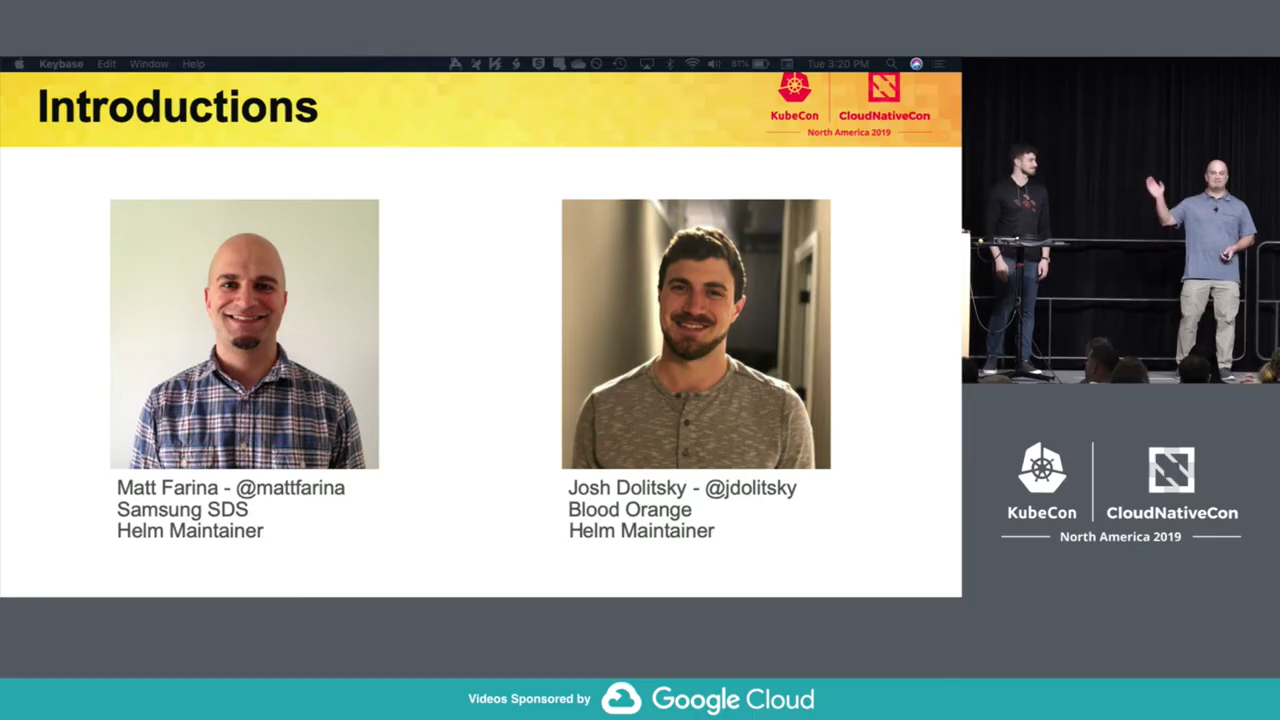 Keybase Edit Window Help 81% Tue 3:20 PM
Introductions
KubeCon CloudNativeCon
North America 2019
Matt Farina - @mattfarina
Samsung SDS
Helm Maintainer
Josh Dolitsky - @jdolitsky
Blood Orange
Helm Maintainer
KubeCon CloudNativeCon
North America 2019
Videos Sponsored by Google Cloud